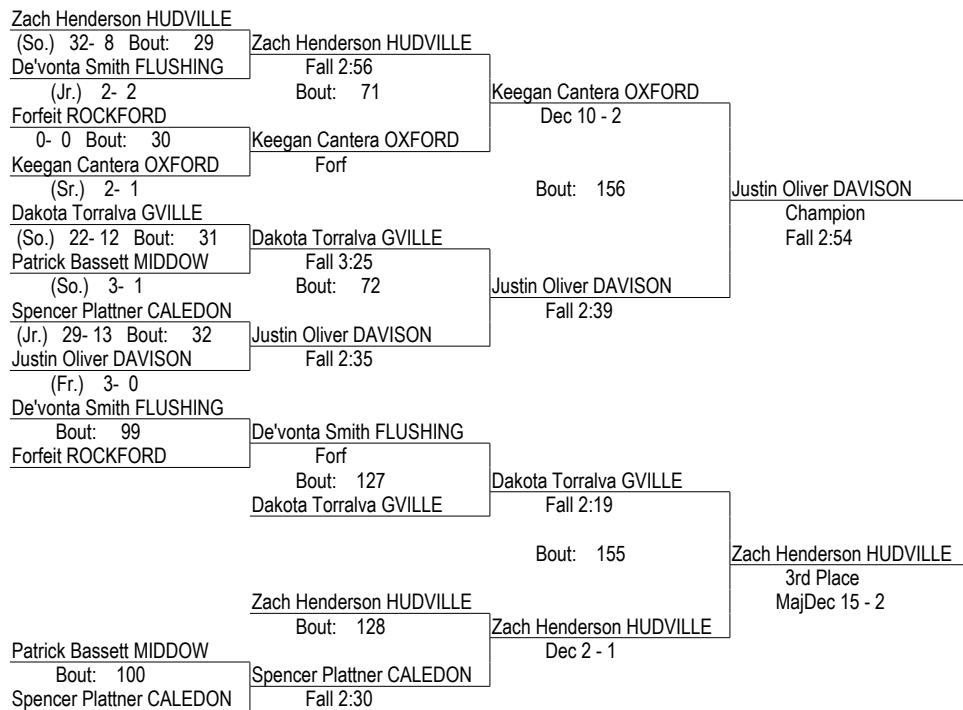 Zach Henderson HUDVILLE
(So.) 32- 8 Bout: 29
Zach Henderson HUDVILLE
De'vonta Smith FLUSHING
Fall 2:56
(Jr.) 2- 2
Bout: 71
Keegan Cantera OXFORD
Forfeit ROCKFORD
Dec 10 - 2
0- 0 Bout: 30
Keegan Cantera OXFORD
Keegan Cantera OXFORD
Forf
(Sr.) 2- 1
Bout: 156
Justin Oliver DAVISON
Dakota Torralva GVILLE
Champion
(So.) 22- 12 Bout: 31
Dakota Torralva GVILLE
Fall 2:54
Patrick Bassett MIDDOW
Fall 3:25
(So.) 3- 1
Bout: 72
Justin Oliver DAVISON
Spencer Plattner CALEDON
Fall 2:39
(Jr.) 29- 13 Bout: 32
Justin Oliver DAVISON
Justin Oliver DAVISON
Fall 2:35
(Fr.) 3- 0
De'vonta Smith FLUSHING
Bout: 99
De'vonta Smith FLUSHING
Forfeit ROCKFORD
Forf
Bout: 127
Dakota Torralva GVILLE
Dakota Torralva GVILLE
Fall 2:19
Bout: 155
Zach Henderson HUDVILLE
3rd Place
Zach Henderson HUDVILLE
MajDec 15 - 2
Bout: 128
Zach Henderson HUDVILLE
Patrick Bassett MIDDOW
Dec 2 - 1
Bout: 100
Spencer Plattner CALEDON
Spencer Plattner CALEDON
Fall 2:30